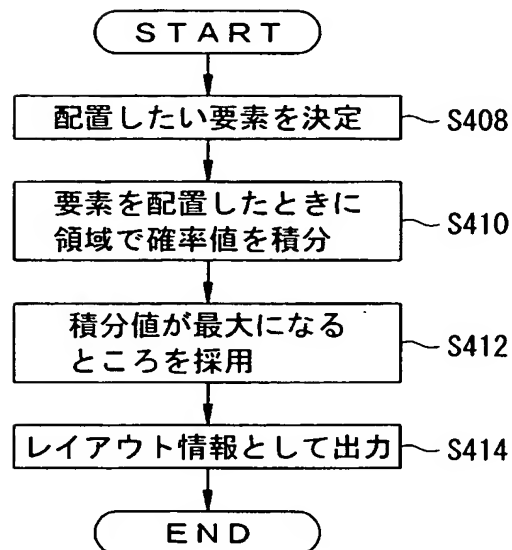 START
配置したい要素を決定
S408
要素を配置したときに
領域で確率値を積分
S410
積分値が最大になる
ところを採用
S412
レイアウト情報として出力
S414
END